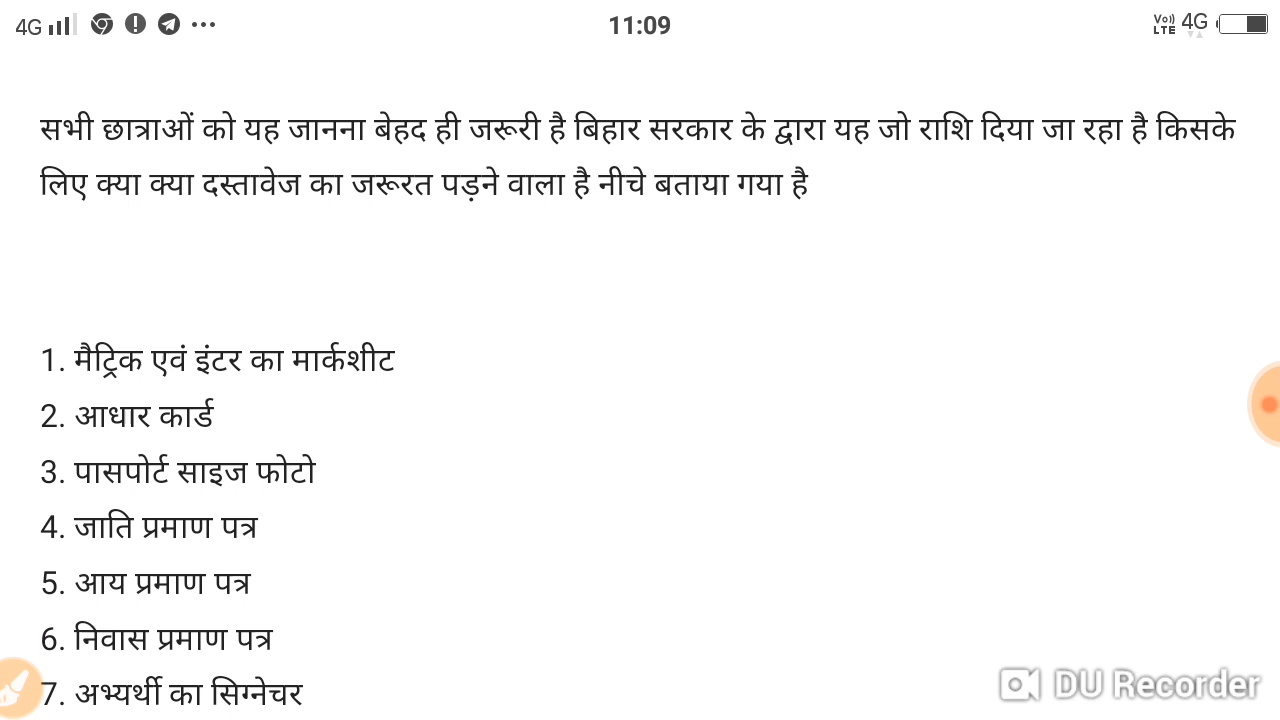 4G 11:09 Vo)) LTE 4G
सभी छात्राओं को यह जानना बेहद ही जरूरी है बिहार सरकार के द्वारा यह जो राशि दिया जा रहा है किसके
लिए क्या क्या दस्तावेज का जरूरत पड़ने वाला है नीचे बताया गया है
1. मैट्रिक एवं इंटर का मार्कशीट
2. आधार कार्ड
3. पासपोर्ट साइज फोटो
4. जाति प्रमाण पत्र
5. आय प्रमाण पत्र
6. निवास प्रमाण पत्र
7. अभ्यर्थी का सिग्नेचर
DU Recorder